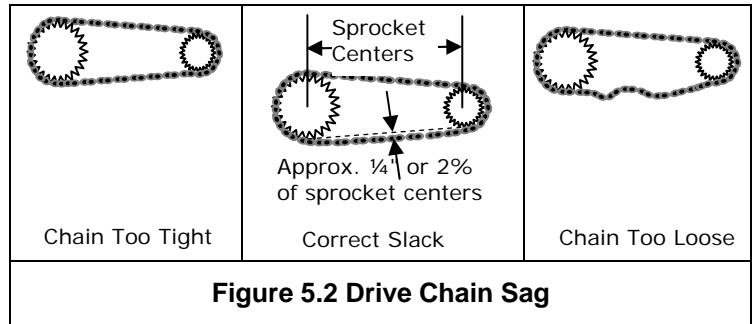 Sprocket
Centers
Approx. ¼" or 2%
of sprocket centers
Chain Too Tight
Correct Slack
Chain Too Loose
Figure 5.2 Drive Chain Sag